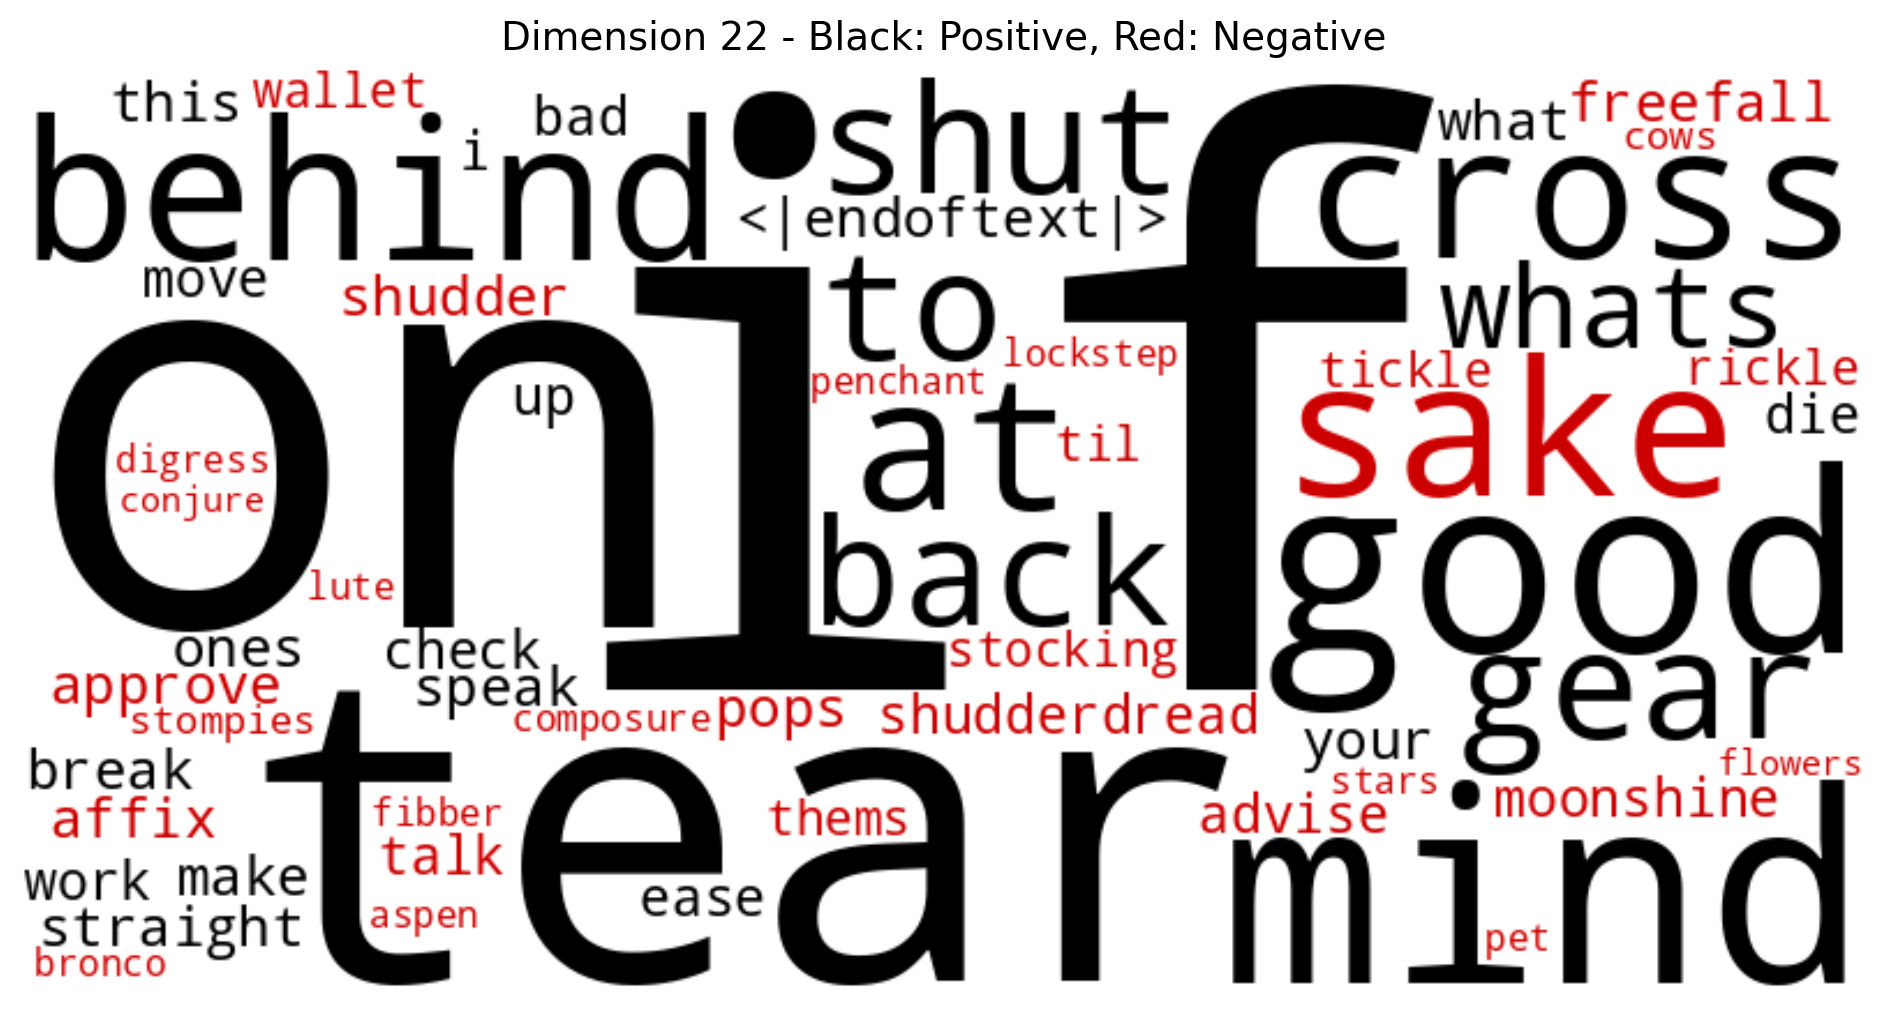 Dimension 22 - Black: Positive, Red: Negative
this wallet bad shut what freefall
behind i cows
<|endoftext|> cross
move shudder to whats
on if
lockstep
up penchant tickle rickle
at til sake die
digress
conjure
back good
lute
ones check stocking
approve speak gear
stompies composure pops shudderdread
your
break tear stars flowers
affix fibber thems advise moonshine
talk mind
work make ease
straight aspen
bronco pet